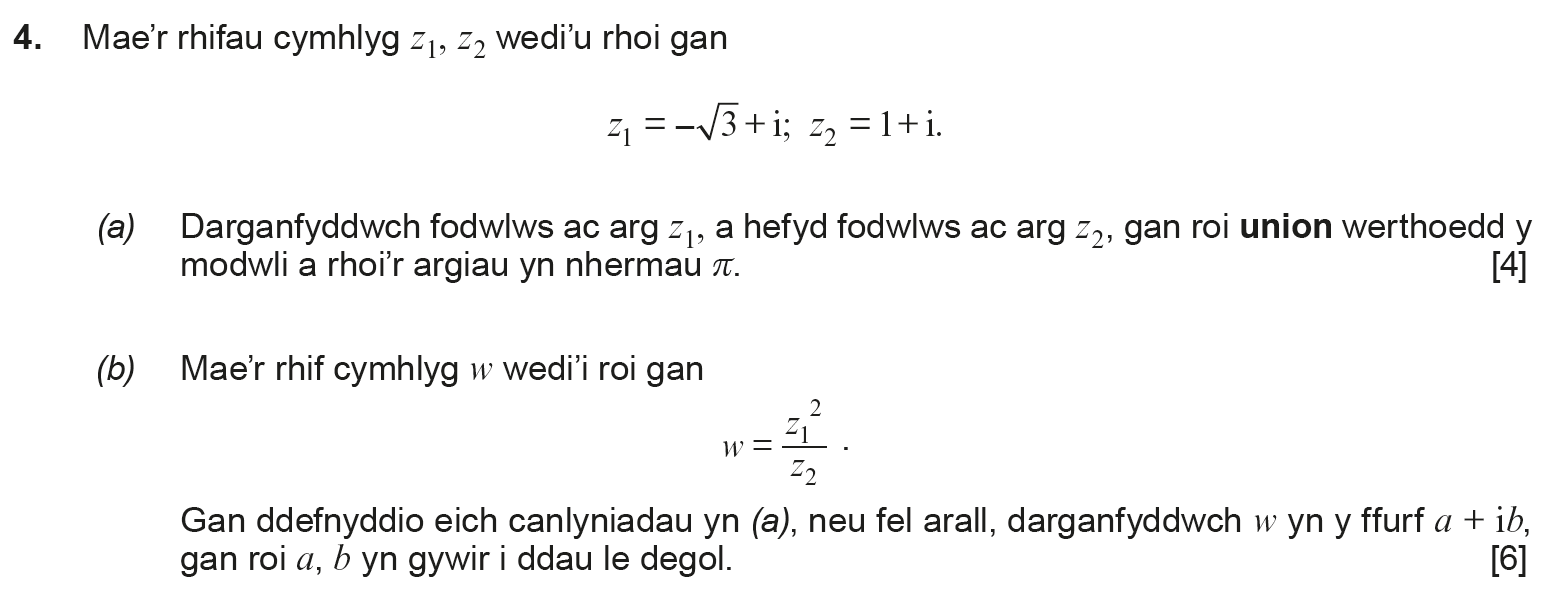 4. Mae'r rhifau cymhlyg z₁, z₂ wedi'u rhoi gan
z₁ = –√3 + i; z₂ = 1 + i.
(a) Darganfyddwch fodwlws ac arg z₁, a hefyd fodwlws ac arg z₂, gan roi union werthoedd y
modwli a rhoi'r argiau yn nhermau π. [4]
(b) Mae'r rhif cymhlyg w wedi'i roi gan
w = z₁²/z₂ .
Gan ddefnyddio eich canlyniadau yn (a), neu fel arall, darganfyddwch w yn y ffurf a + ib,
gan roi a, b yn gywir i ddau le degol. [6]